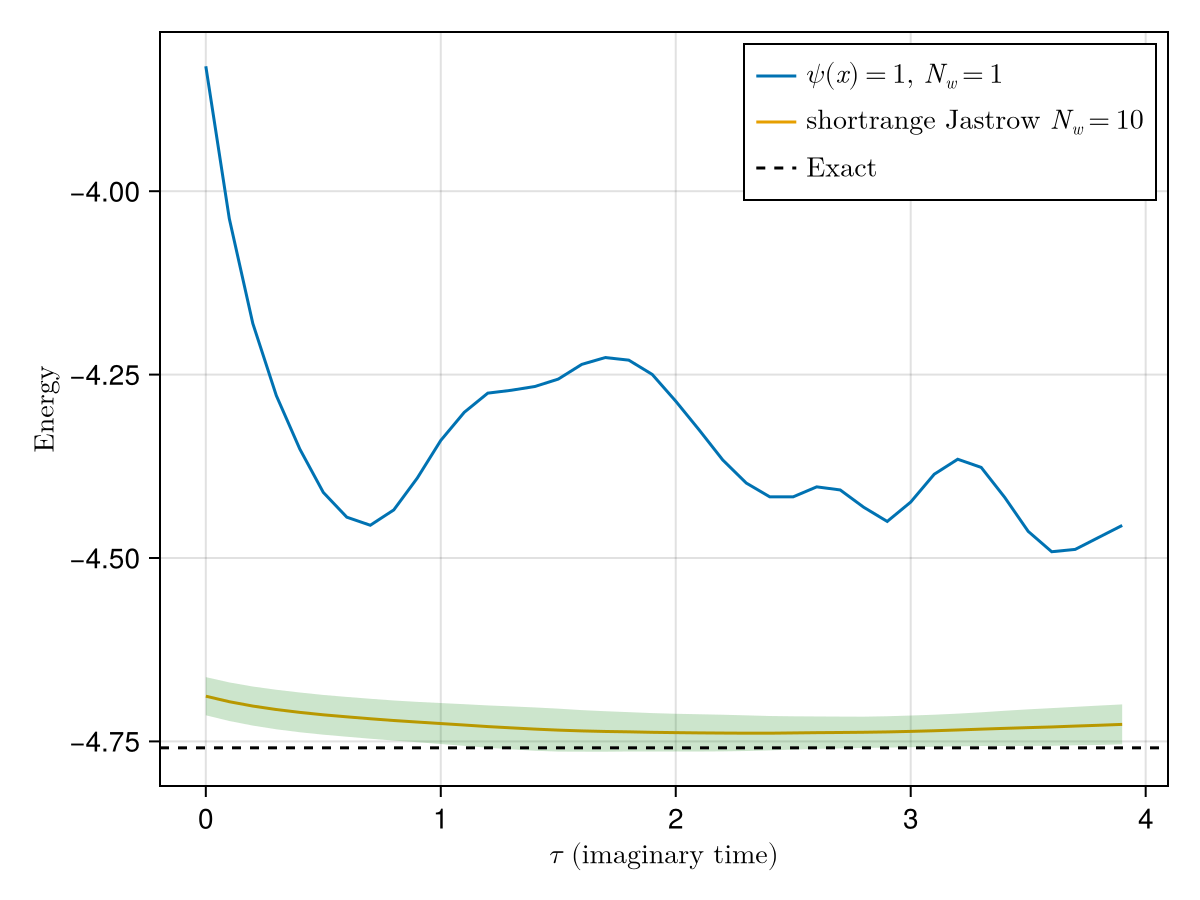 ψ(x) = 1, N_w = 1
shortrange Jastrow N_w = 10
Exact
−4.00
−4.25
−4.50
−4.75
Energy
0 1 2 3 4
τ (imaginary time)